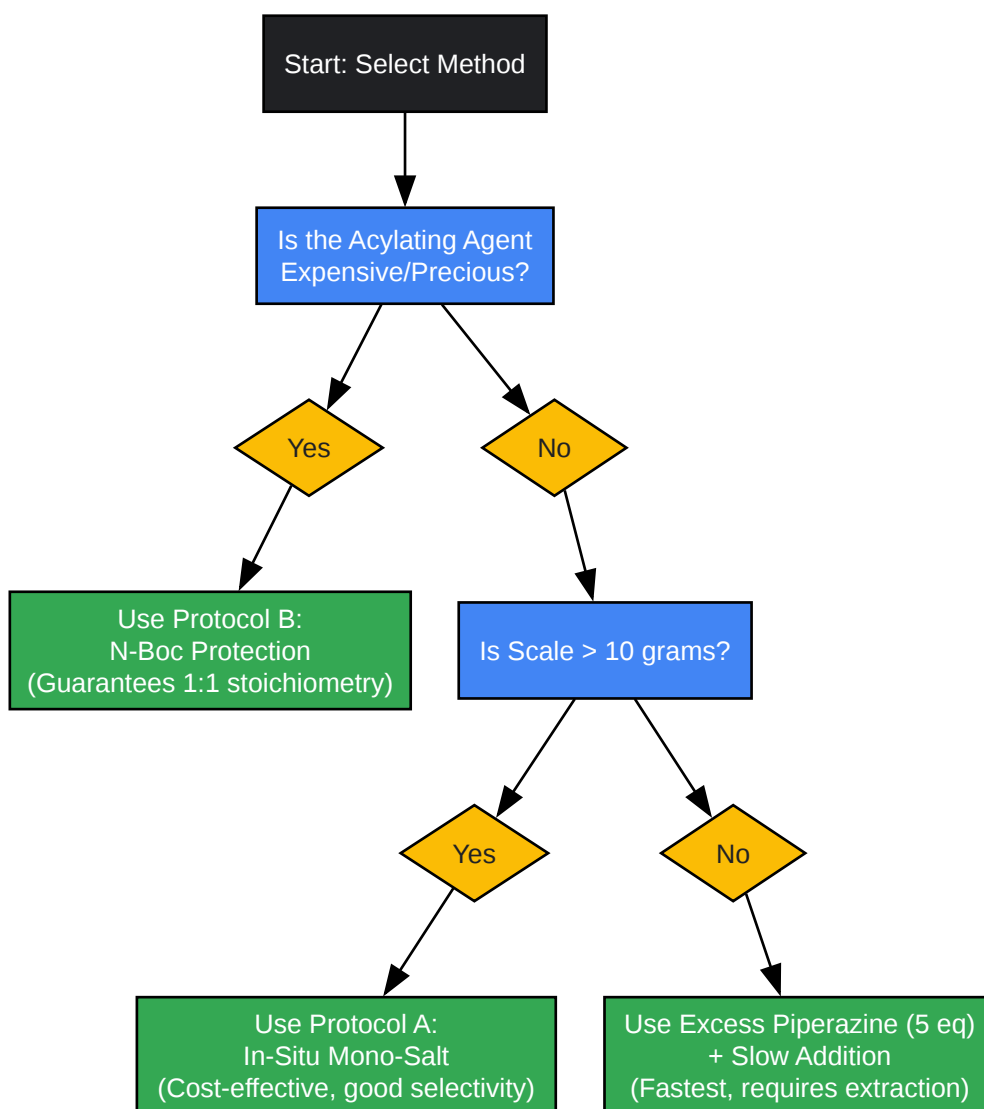 Start: Select Method
Is the Acylating Agent
Expensive/Precious?
Yes
No
Use Protocol B:
N-Boc Protection
(Guarantees 1:1 stoichiometry)
Is Scale > 10 grams?
Yes
No
Use Protocol A:
In-Situ Mono-Salt
(Cost-effective, good selectivity)
Use Excess Piperazine (5 eq)
+ Slow Addition
(Fastest, requires extraction)